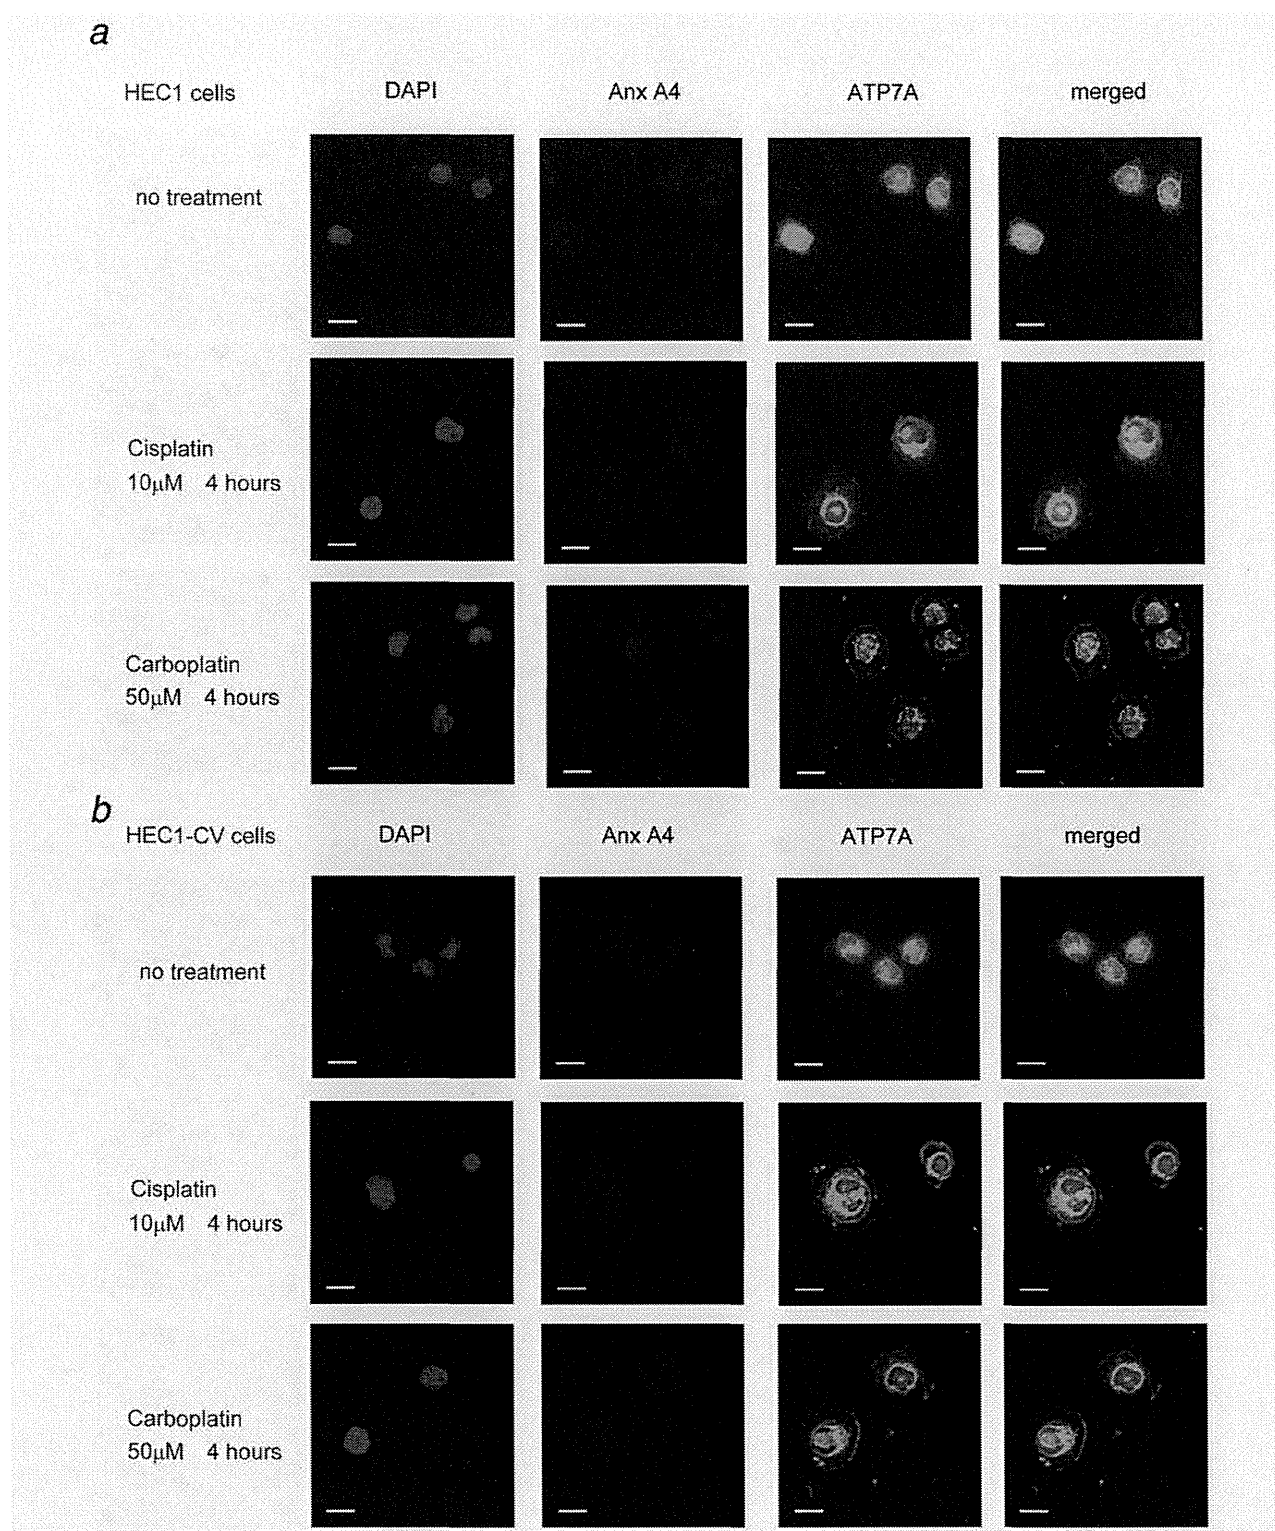 a
HEC1 cells DAPI Anx A4 ATP7A merged
no treatment
Cisplatin
10μM 4 hours
Carboplatin
50μM 4 hours
b
HEC1-CV cells DAPI Anx A4 ATP7A merged
no treatment
Cisplatin
10μM 4 hours
Carboplatin
50μM 4 hours